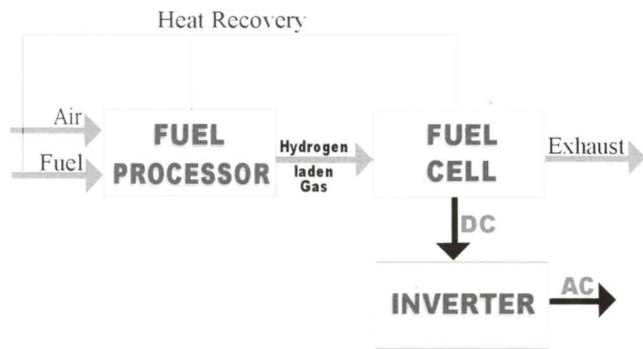 Heat Recovery
Air
Fuel
FUEL
PROCESSOR
Hydrogen
laden
Gas
FUEL
CELL
Exhaust
DC
INVERTER
AC